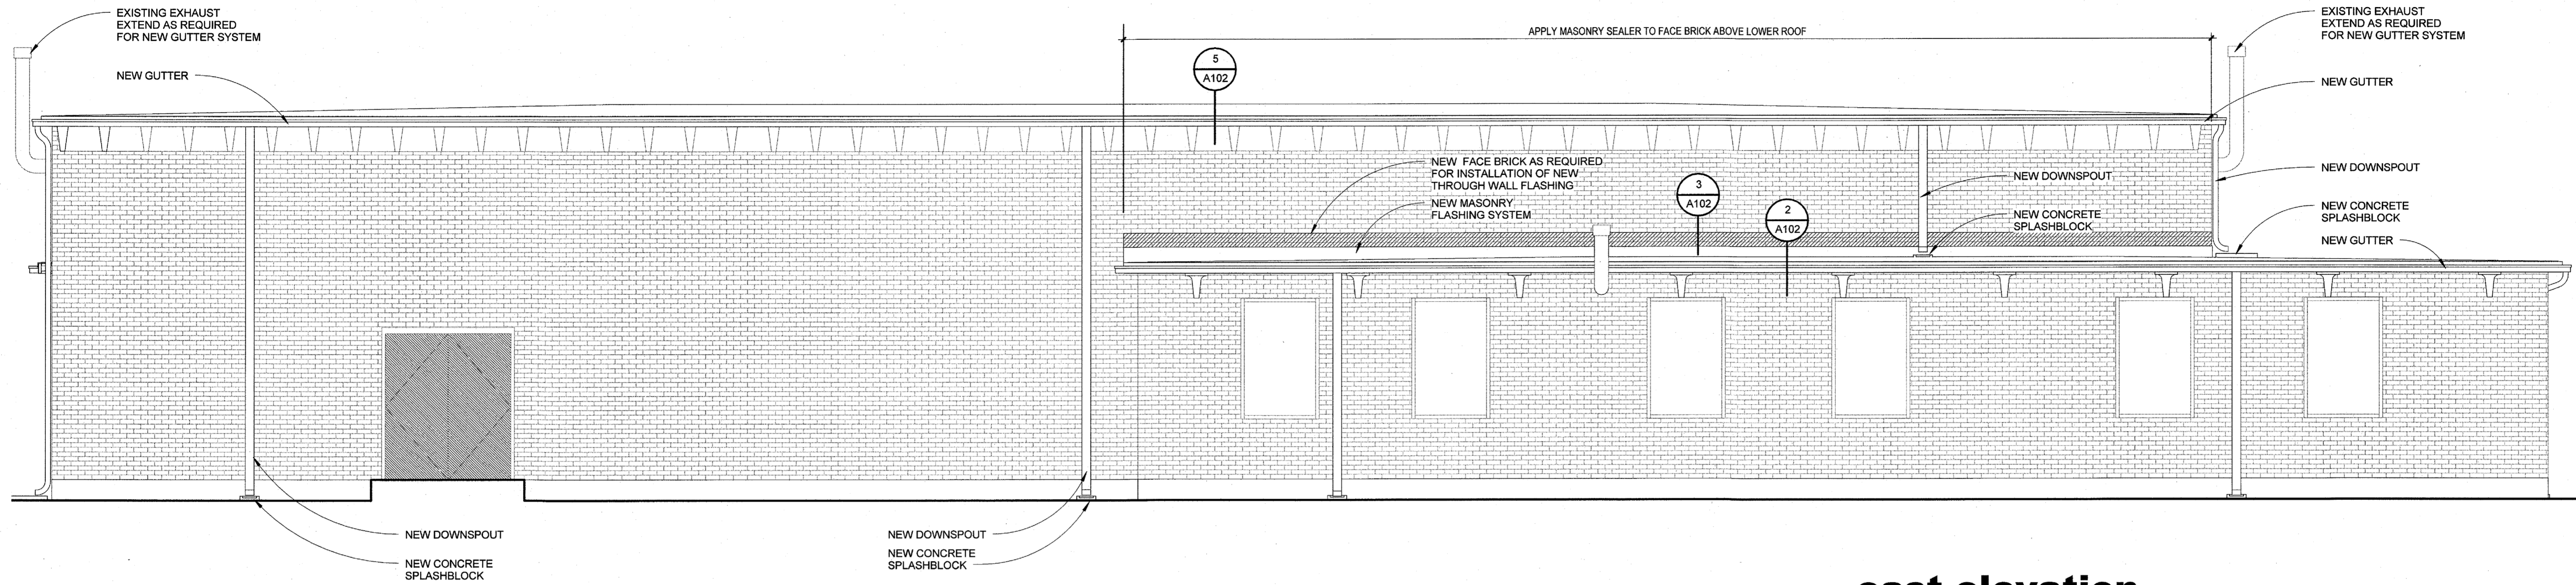 EXISTING EXHAUST
EXTEND AS REQUIRED
FOR NEW GUTTER SYSTEM
NEW GUTTER
5
A102
APPLY MASONRY SEALER TO FACE BRICK ABOVE LOWER ROOF
EXISTING EXHAUST
EXTEND AS REQUIRED
FOR NEW GUTTER SYSTEM
NEW GUTTER
NEW FACE BRICK AS REQUIRED
FOR INSTALLATION OF NEW
THROUGH WALL FLASHING
NEW MASONRY
FLASHING SYSTEM
3
A102
2
A102
NEW DOWNSPOUT
NEW CONCRETE
SPLASHBLOCK
NEW DOWNSPOUT
NEW CONCRETE
SPLASHBLOCK
NEW GUTTER
NEW DOWNSPOUT
NEW CONCRETE
SPLASHBLOCK
NEW DOWNSPOUT
NEW CONCRETE
SPLASHBLOCK
east elevation